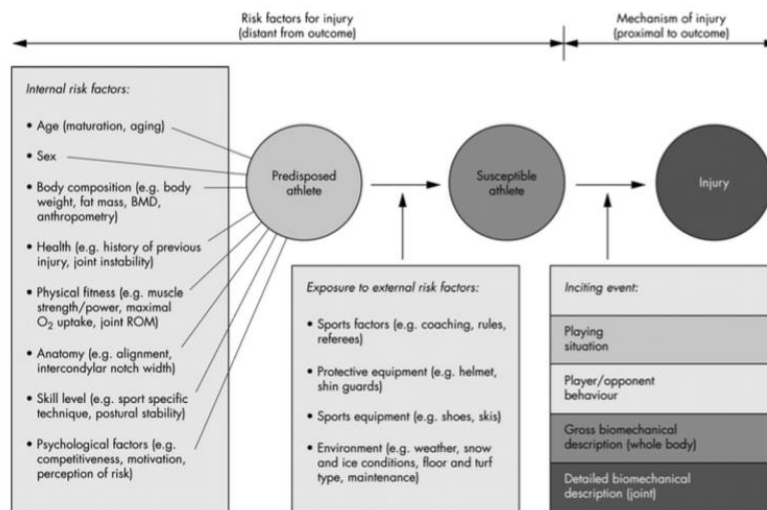 Risk factors for injury
(distant from outcome)
Mechanism of injury
(proximal to outcome)
Internal risk factors:
• Age (maturation, aging)
• Sex
• Body composition (e.g. body
weight, fat mass, BMD,
anthropometry)
• Health (e.g. history of previous
injury, joint instability)
• Physical fitness (e.g. muscle
strength/power, maximal
O2 uptake, joint ROM)
• Anatomy (e.g. alignment,
intercondylar notch width)
• Skill level (e.g. sport specific
technique, postural stability)
• Psychological factors (e.g.
competitiveness, motivation,
perception of risk)
Predisposed
athlete
Susceptible
athlete
Injury
Exposure to external risk factors:
• Sports factors (e.g. coaching, rules,
referees)
• Protective equipment (e.g. helmet,
shin guards)
• Sports equipment (e.g. shoes, skis)
• Environment (e.g. weather, snow
and ice conditions, floor and turf
type, maintenance)
Inciting event:
Playing
situation
Player/opponent
behaviour
Gross biomechanical
description (whole body)
Detailed biomechanical
description (joint)